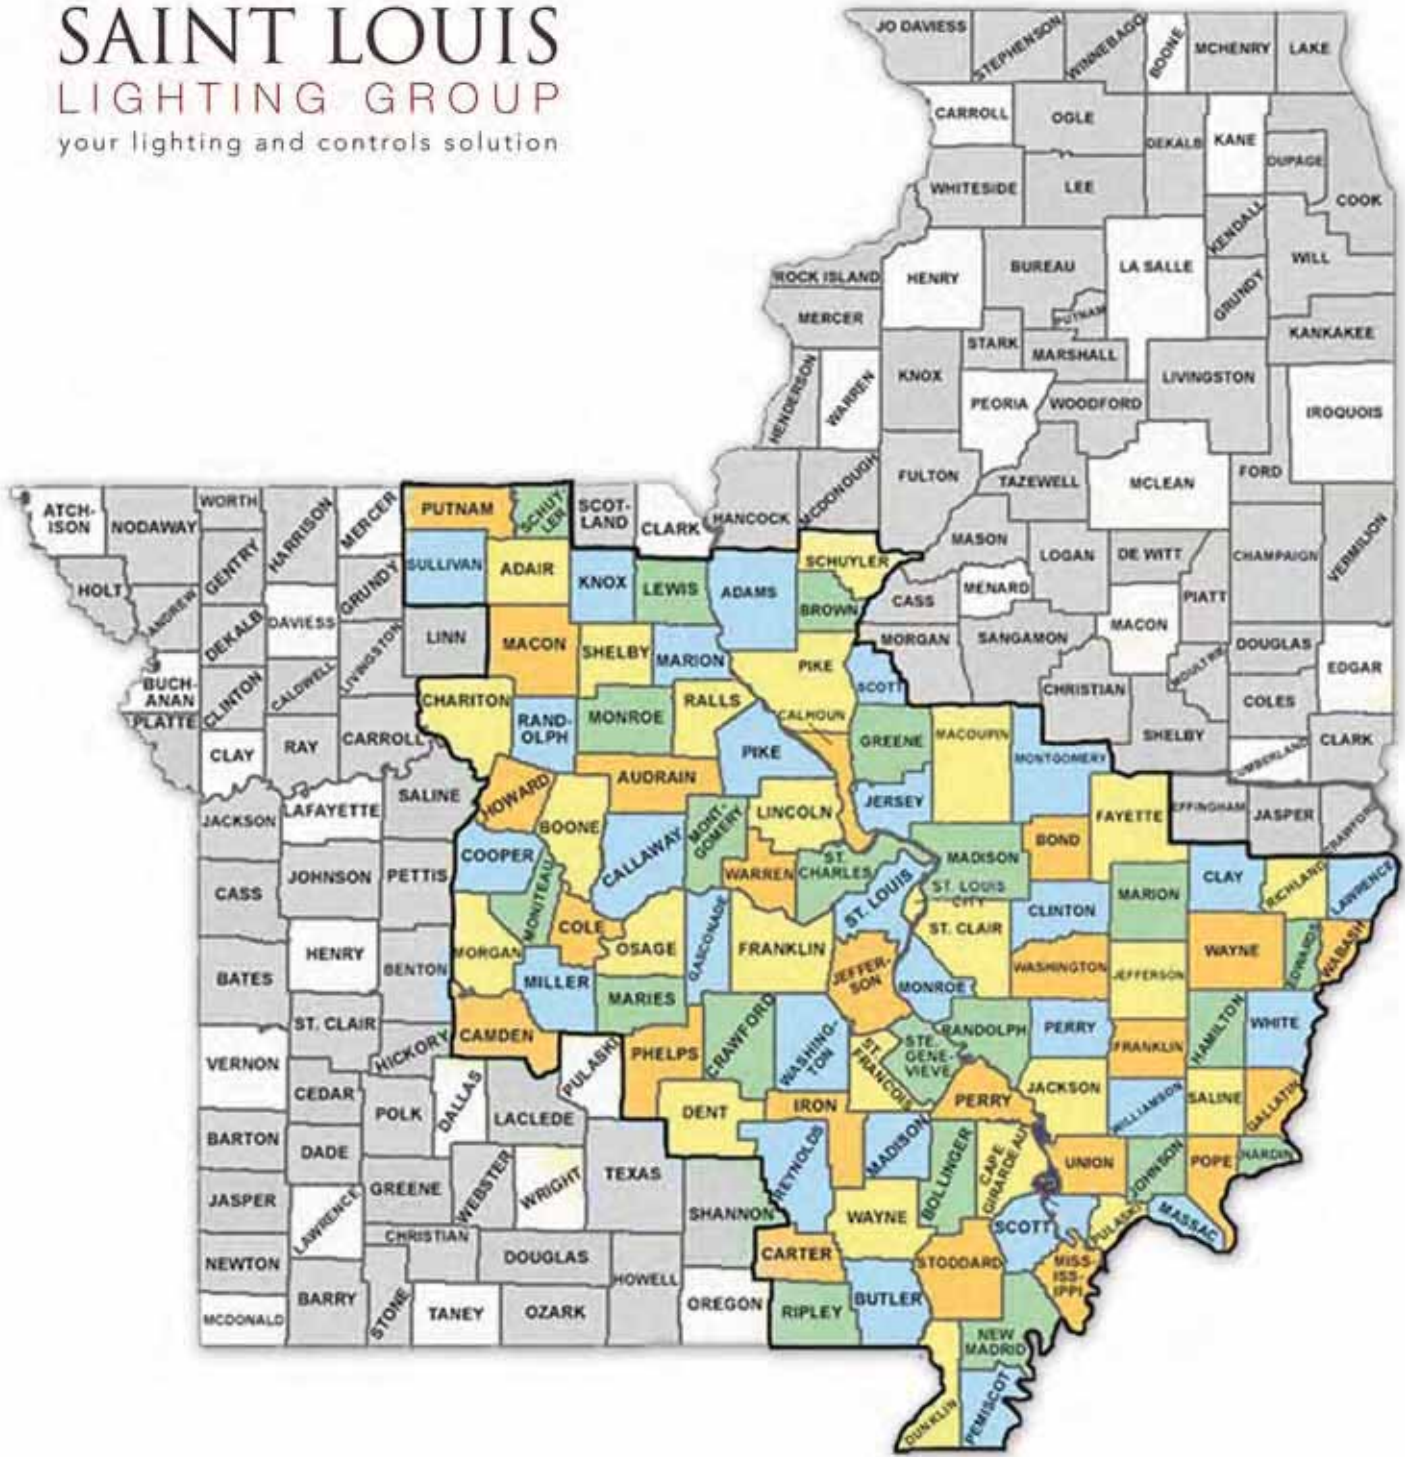 SAINT LOUIS
LIGHTING GROUP
your lighting and controls solution
JO DAVIESS
STEPHENSON
WINNEBAGO
BOONE
MCHENRY
LAKE
CARROLL
OGLE
DEKALB
KANE
DUPAGE
COOK
WHITESIDE
LEE
KENDALL
ROCK ISLAND
HENRY
BUREAU
LA SALLE
GRUNDY
WILL
MERCER
PUTNAM
KANKAKEE
STARK
MARSHALL
HENDERSON
WARREN
KNOX
PEORIA
WOODFORD
LIVINGSTON
IROQUOIS
HANCOCK
MCDONOUGH
FULTON
TAZEWELL
MCLEAN
FORD
VERMILION
MASON
LOGAN
DE WITT
CHAMPAIGN
SCHUYLER
ADAMS
BROWN
CASS
MENARD
PIATT
MACON
MORGAN
SANGAMON
DOUGLAS
EDGAR
PIKE
SCOTT
CHRISTIAN
MOULTRIE
COLES
CALHOUN
GREENE
MACOUPIN
MONTGOMERY
SHELBY
UMBERLAND
CLARK
JERSEY
FAYETTE
EFFINGHAM
JASPER
CRAWFORD
MADISON
BOND
MARION
CLAY
RICHLAND
LAWRENCE
ST. CLAIR
CLINTON
WASHINGTON
JEFFERSON
WAYNE
EDWARDS
WABASH
MONROE
RANDOLPH
PERRY
FRANKLIN
HAMILTON
WHITE
JACKSON
WILLIAMSON
SALINE
GALLATIN
UNION
JOHNSON
POPE
HARDIN
PULASKI
MASSAC
ATCH-
ISON
NODAWAY
WORTH
HARRISON
MERCER
PUTNAM
SCHUY
LER
SCOT-
LAND
CLARK
HOLT
ANDREW
GENTRY
DEKALB
DAVIESS
GRUNDY
SULLIVAN
ADAIR
KNOX
LEWIS
LINN
MACON
SHELBY
MARION
BUCH-
ANAN
CLINTON
CALDWELL
LIVINGSTON
PLATTE
CLAY
RAY
CARROLL
CHARITON
RAND-
OLPH
MONROE
RALLS
PIKE
JACKSON
LAFAYETTE
SALINE
HOWARD
BOONE
AUDRAIN
CALLAWAY
MONT-
GOMERY
LINCOLN
CASS
JOHNSON
PETTIS
COOPER
MONITEAU
COLE
WARREN
ST.
CHARLES
ST. LOUIS
ST. LOUIS
CITY
BATES
HENRY
BENTON
MORGAN
MILLER
OSAGE
GASCONADE
FRANKLIN
JEFFER-
SON
MARIES
VERNON
ST. CLAIR
HICKORY
CAMDEN
PULASKI
PHELPS
CRAWFORD
WASHING-
TON
ST.
FRANCOIS
STE.
GENE-
VIEVE
PERRY
CEDAR
POLK
DALLAS
LACLEDE
DENT
IRON
BARTON
DADE
REYNOLDS
MADISON
BOLLINGER
CAPE
GIRARDEAU
JASPER
GREENE
WEBSTER
WRIGHT
TEXAS
SHANNON
WAYNE
SCOTT
LAWRENCE
CHRISTIAN
NEWTON
DOUGLAS
HOWELL
CARTER
STODDARD
MISS-
ISS-
IPPI
MCDONALD
BARRY
STONE
TANEY
OZARK
OREGON
RIPLEY
BUTLER
NEW
MADRID
DUNKLIN
PEMISCOT